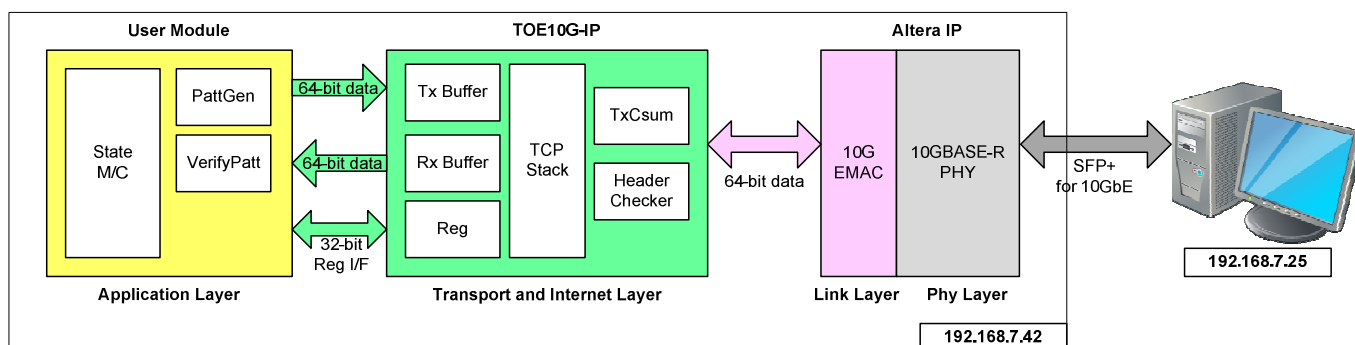 User Module
TOE10G-IP
Altera IP
State
M/C
PattGen
VerifyPatt
64-bit data
64-bit data
32-bit
Reg I/F
Tx Buffer
Rx Buffer
Reg
TCP
Stack
TxCsum
Header
Checker
64-bit data
10G
EMAC
10GBASE-R
PHY
SFP+
for 10GbE
192.168.7.25
Application Layer
Transport and Internet Layer
Link Layer
Phy Layer
192.168.7.42